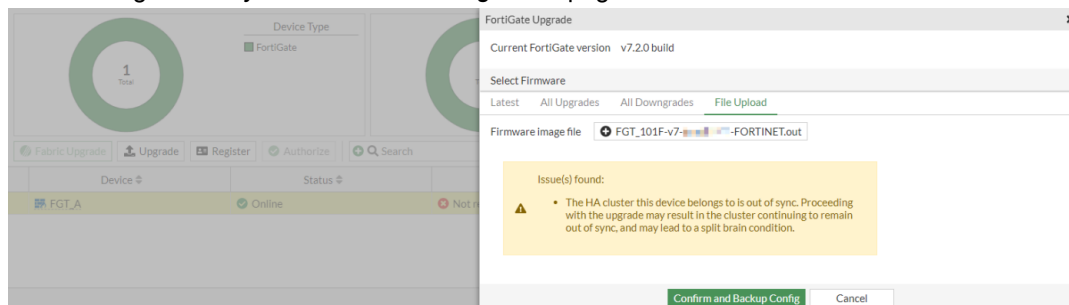 FortiGate Upgrade
Current FortiGate version v7.2.0 build
Select Firmware
Latest All Upgrades All Downgrades File Upload
Firmware image file FGT_101F-v7- -FORTINET.out
Issue(s) found:
• The HA cluster this device belongs to is out of sync. Proceeding
with the upgrade may result in the cluster continuing to remain
out of sync, and may lead to a split brain condition.
Confirm and Backup Config Cancel
Device Type
FortiGate
1
Total
Fabric Upgrade Upgrade Register Authorize Search
Device Status
FGT_A Online Not